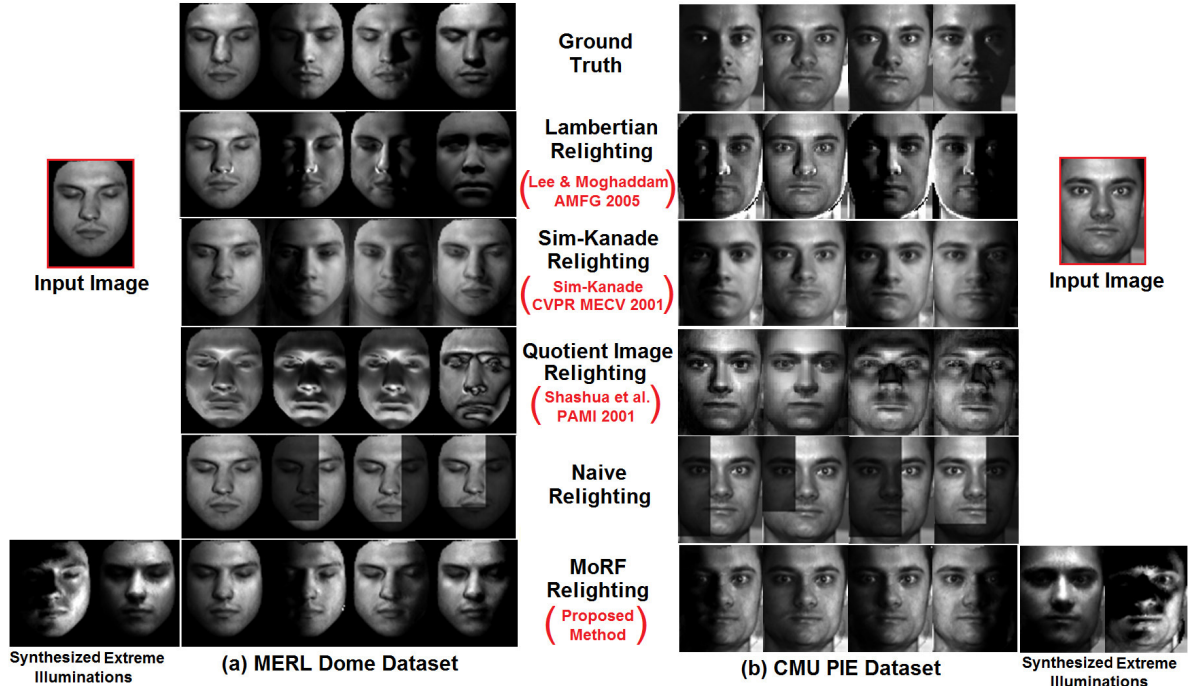 Ground
Truth
Lambertian
Relighting
(Lee & Moghaddam
AMFG 2005)
Sim-Kanade
Relighting
(Sim-Kanade
CVPR MECV 2001)
Quotient Image
Relighting
(Shashua et al.
PAMI 2001)
Naive
Relighting
MoRF
Relighting
(Proposed
Method)
Input Image
Input Image
Synthesized Extreme
Illuminations
(a) MERL Dome Dataset
(b) CMU PIE Dataset
Synthesized Extreme
Illuminations